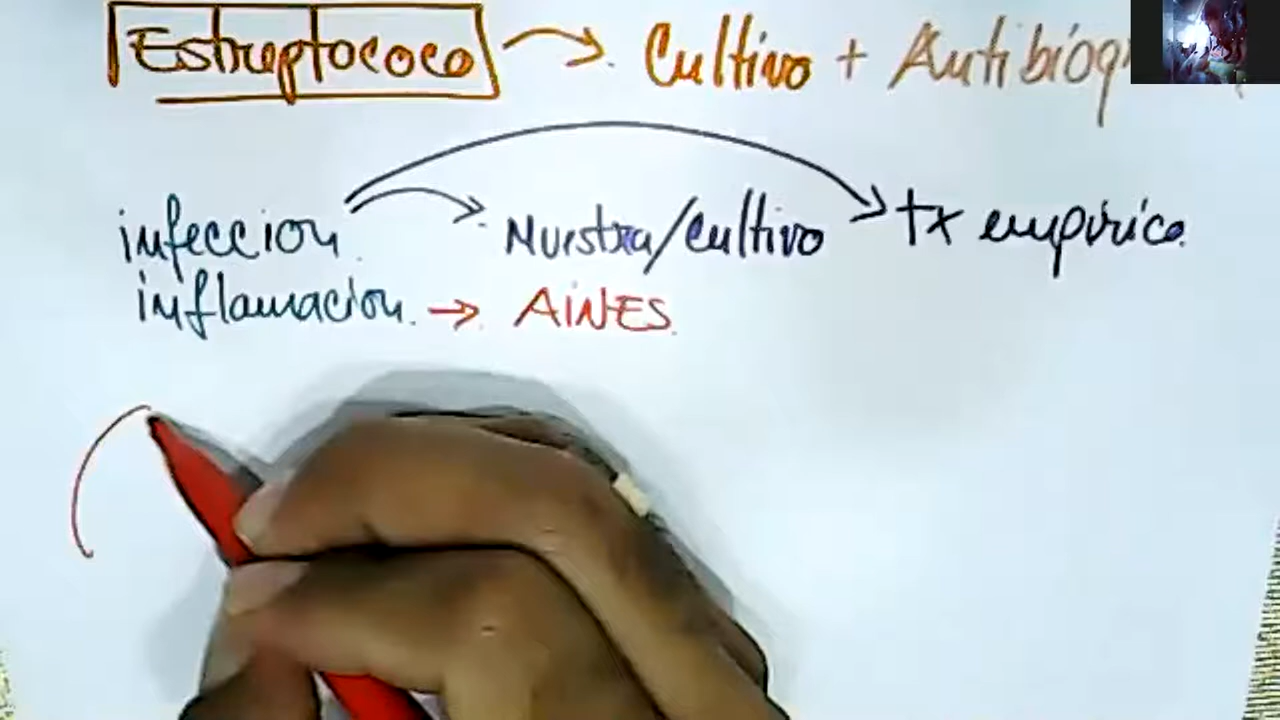 Estreptococo → Cultivo + Antibiog
infeccion. → Muestra/cultivo → tx empirico.
inflamacion. → AINES.